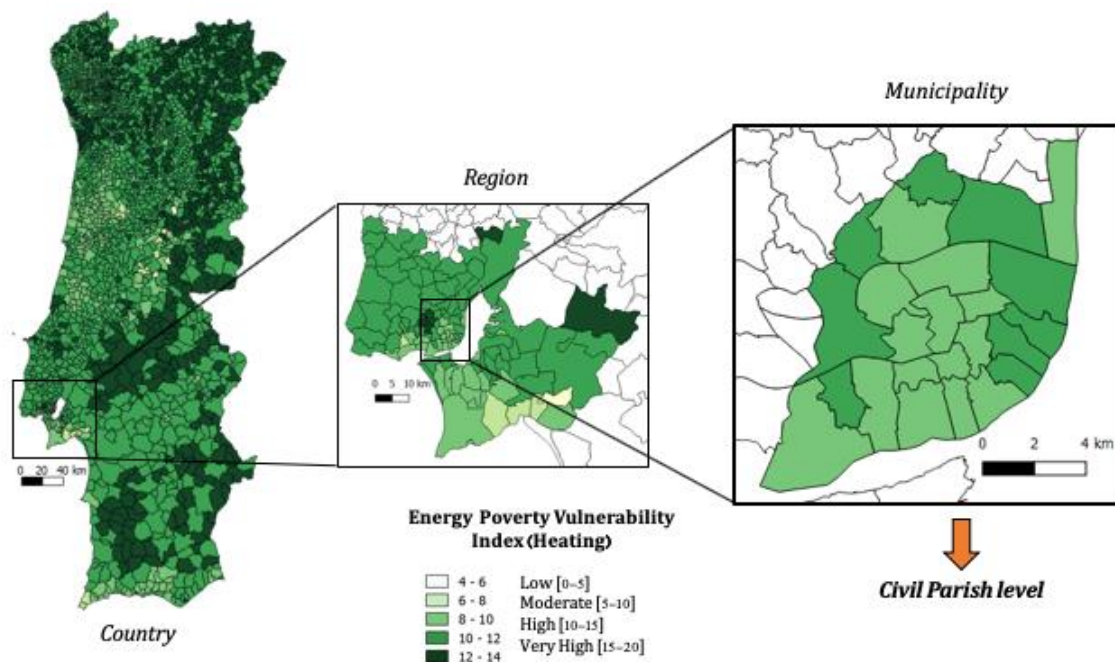 Municipality
Region
0 5 10 km
0 2 4 km
0 20 40 km
Energy Poverty Vulnerability
Index (Heating)
4 - 6 Low [0–5]
6 - 8 Moderate [5–10]
8 - 10 High [10–15]
10 - 12 Very High [15–20]
12 - 14
Country
Civil Parish level